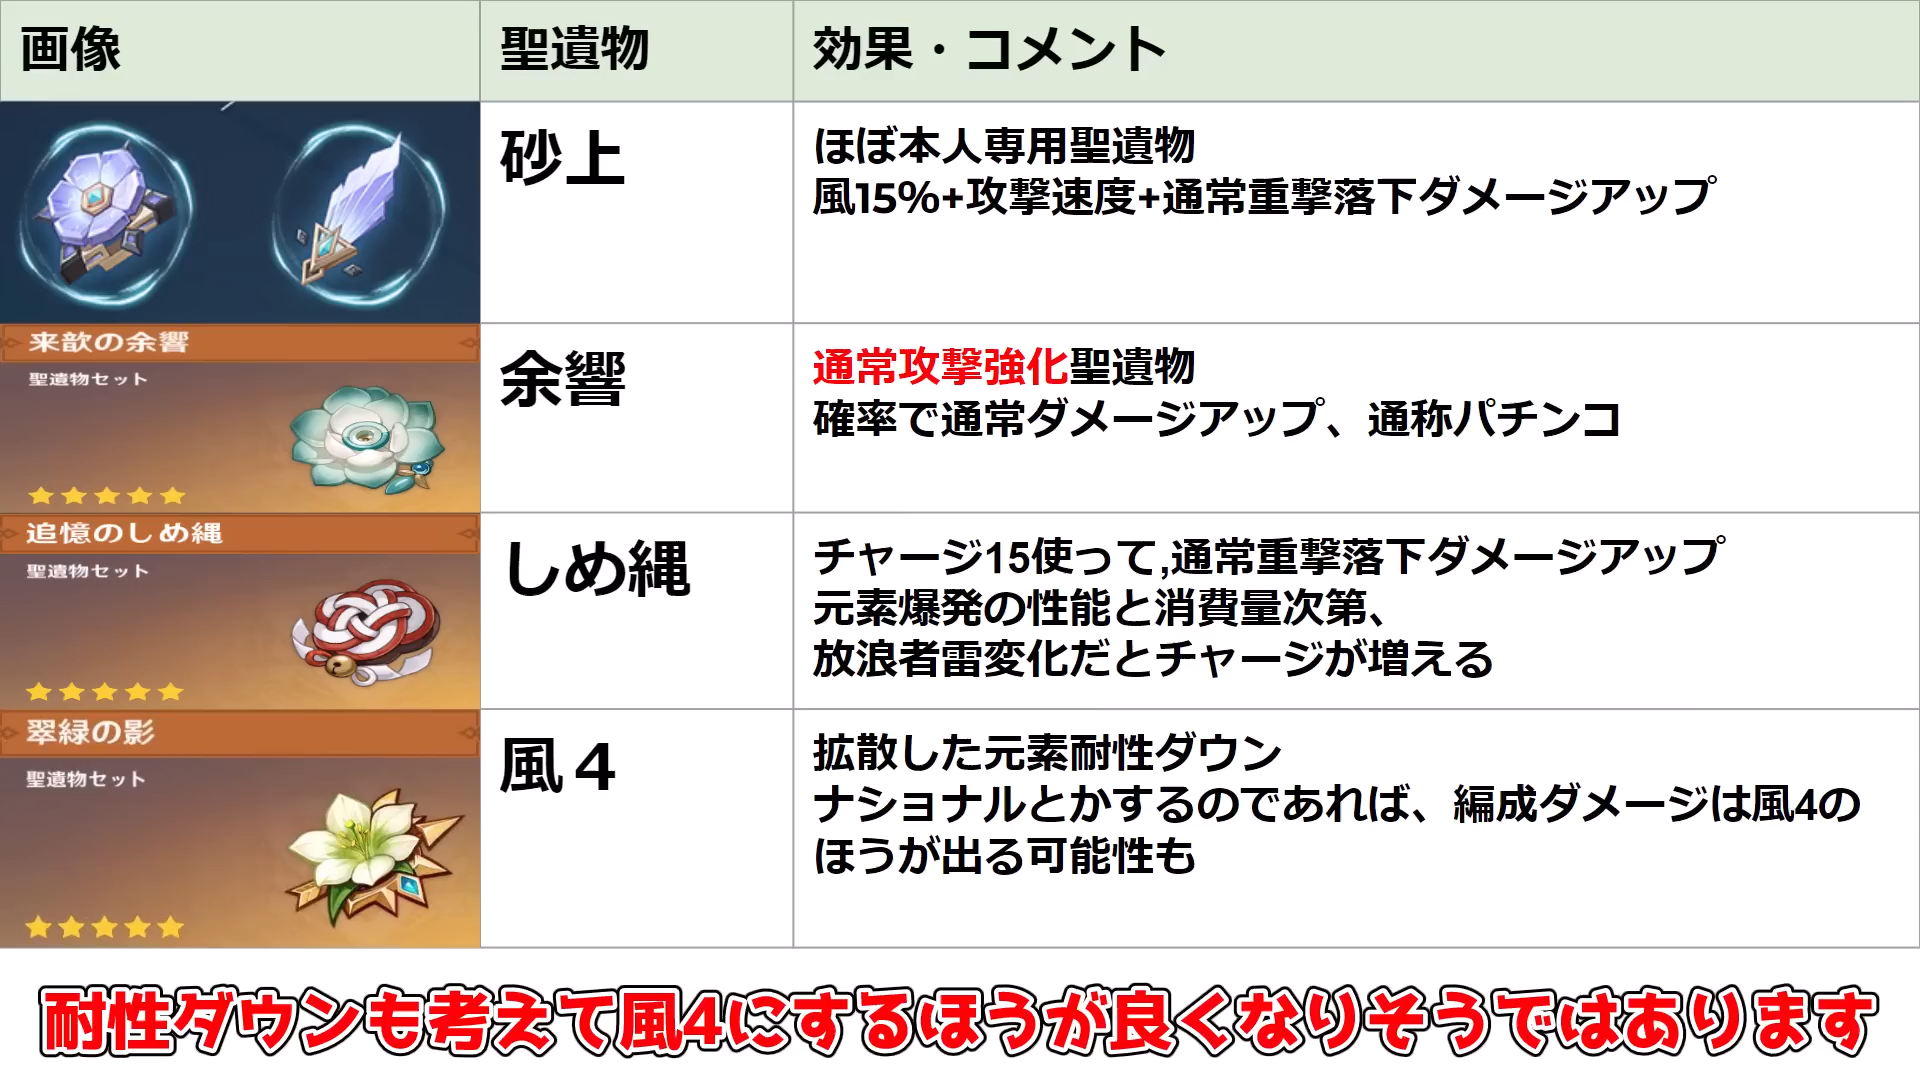 画像
聖遺物
効果・コメント
砂上
ほぼ本人専用聖遺物
風15%+攻撃速度+通常重撃落下ダメージアップ
来歆の余響
聖遺物セット
余響
通常攻撃強化聖遺物
確率で通常ダメージアップ、通称パチンコ
追憶のしめ縄
聖遺物セット
しめ縄
チャージ15使って,通常重撃落下ダメージアップ
元素爆発の性能と消費量次第、
放浪者雷変化だとチャージが増える
翠緑の影
聖遺物セット
風４
拡散した元素耐性ダウン
ナショナルとかするのであれば、編成ダメージは風4の
ほうが出る可能性も
耐性ダウンも考えて風4にするほうが良くなりそうではあります